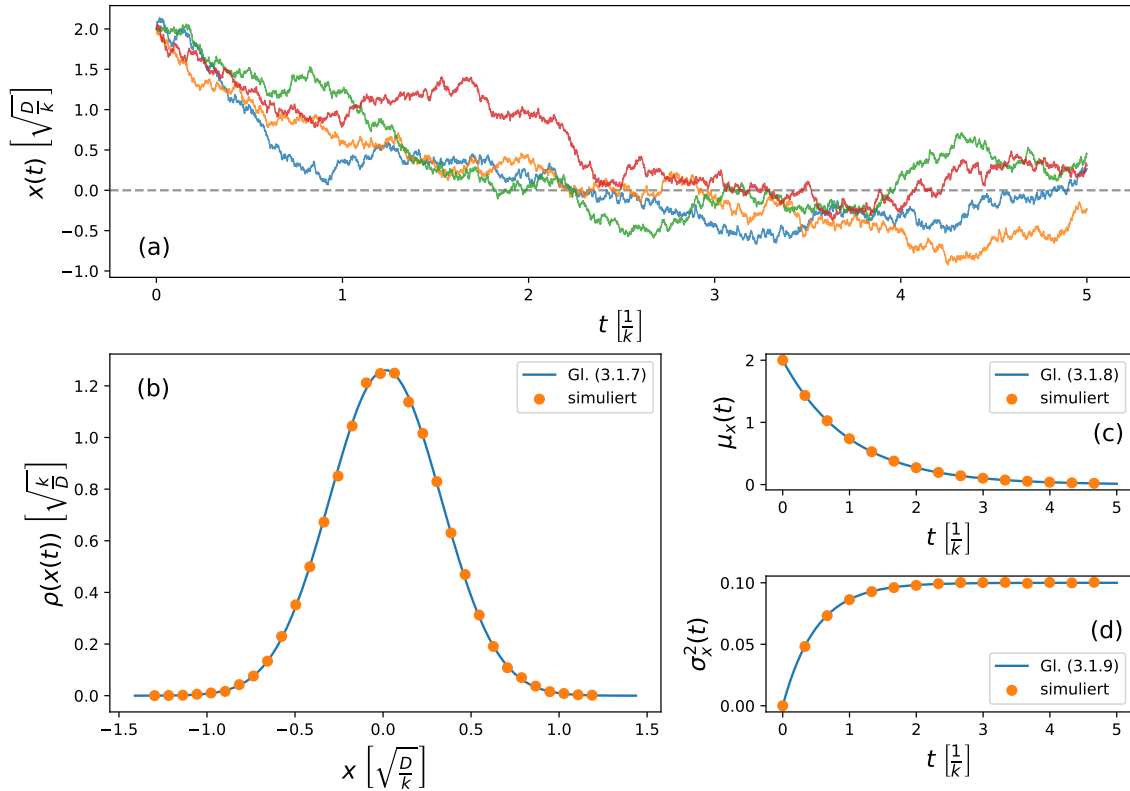 2.0
1.5
1.0
0.5
0.0
−0.5
−1.0
x(t) [√(D/k)]
(a)
0 1 2 3 4 5
t [1/k]
(b)
Gl. (3.1.7)
simuliert
1.2
1.0
0.8
0.6
0.4
0.2
0.0
ρ(x(t)) [√(k/D)]
−1.5 −1.0 −0.5 0.0 0.5 1.0 1.5
x [√(D/k)]
2
1
0
μₓ(t)
Gl. (3.1.8)
simuliert
(c)
0 1 2 3 4 5
t [1/k]
0.10
0.05
0.00
σₓ²(t)
(d)
Gl. (3.1.9)
simuliert
0 1 2 3 4 5
t [1/k]